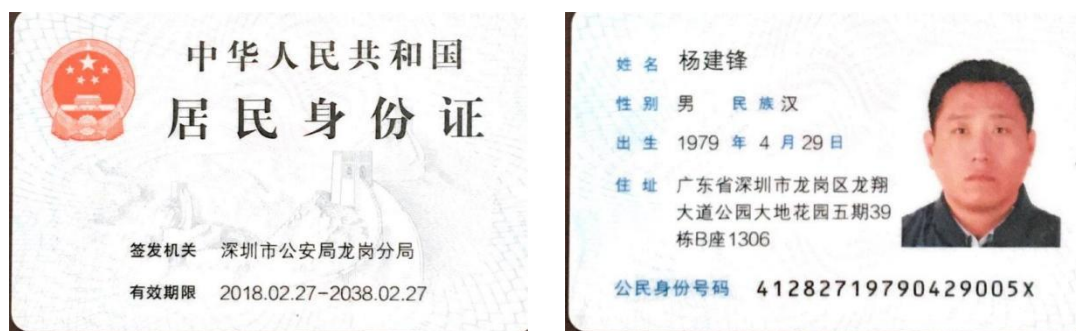 中华人民共和国
居民身份证
签发机关 深圳市公安局龙岗分局
有效期限 2018.02.27-2038.02.27
姓名 杨建锋
性别 男 民族 汉
出生 1979 年 4 月 29 日
住址 广东省深圳市龙岗区龙翔
大道公园大地花园五期39
栋B座1306
公民身份号码 41282719790429005X